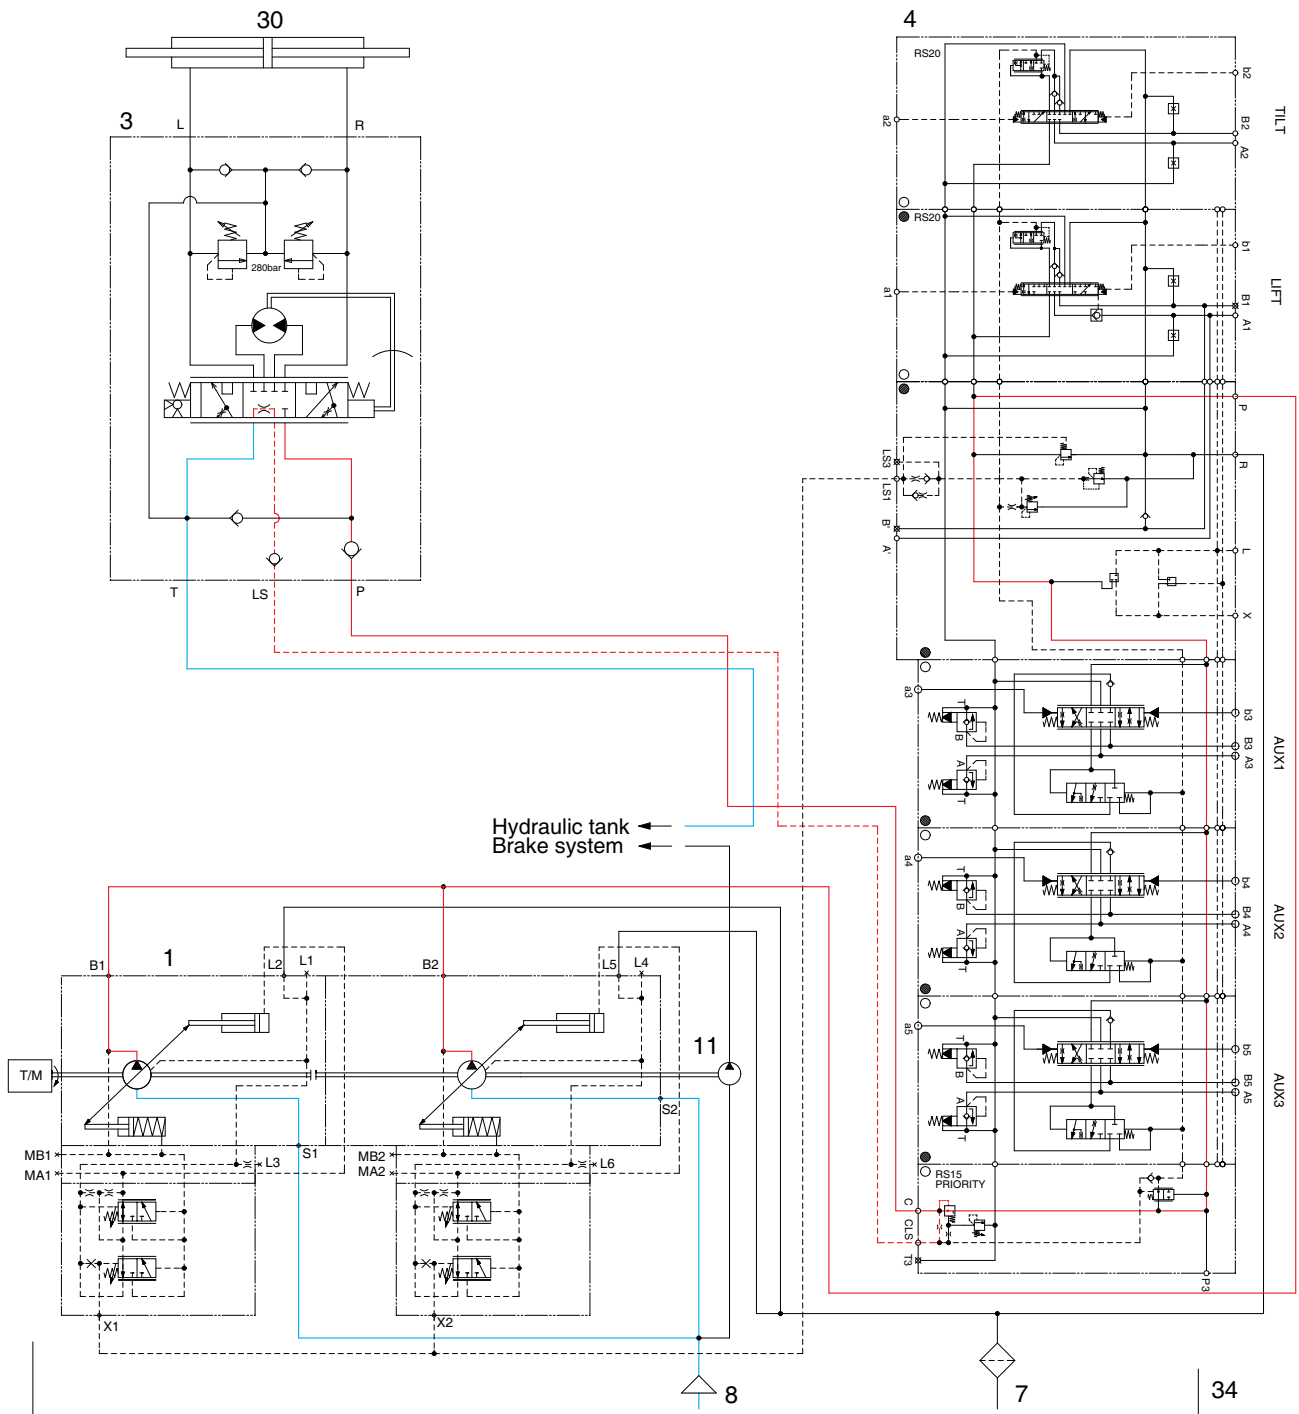 30
4
RS20
b2
TILT
a2
B2
A2
3
L
R
RS20
b1
LIFT
280bar
a1
B1
A1
P
LS3
R
LS1
B'
A'
L
X
T
LS
P
a3
T
B
b3
B3
A3
AUX1
A
T
Hydraulic tank
Brake system
a4
T
B
b4
B4
A4
AUX2
A
T
1
B1
L2
L1
B2
L5
L4
11
T/M
a5
T
B
b5
B5
A5
AUX3
A
T
S2
S1
MB1
MA1
L3
MB2
MA2
L6
RS15
PRIORITY
C
CLS
T3
P3
X1
X2
8
7
34